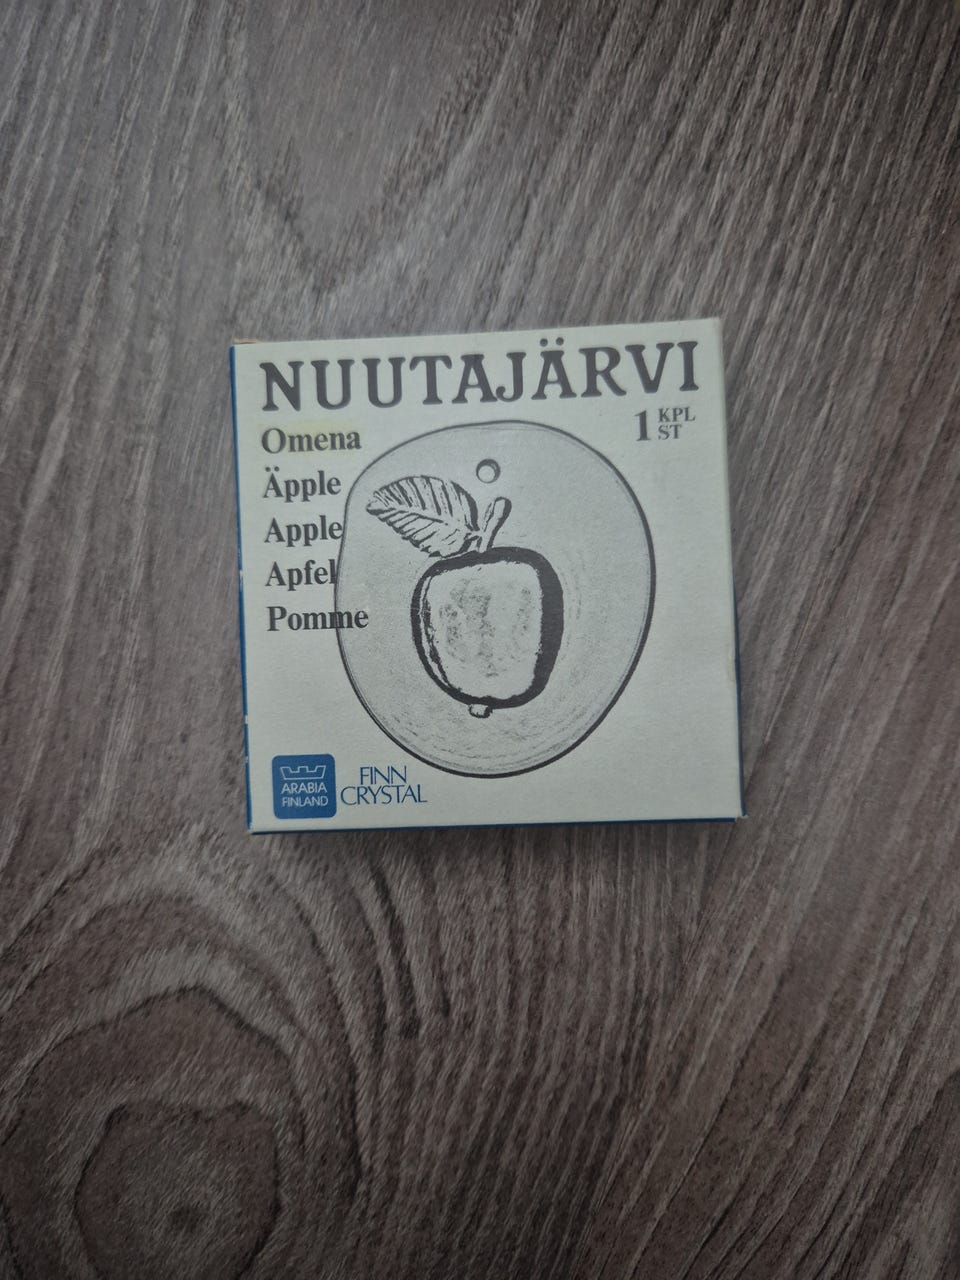 NUUTAJÄRVI
1 KPL
ST
Omena
Äpple
Apple
Apfel
Pomme
ARABIA
FINLAND
FINN
CRYSTAL